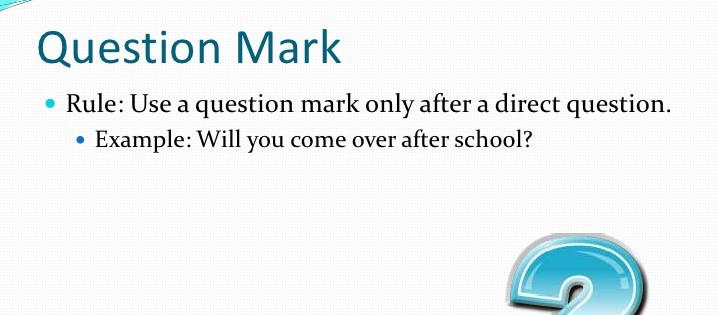 Question Mark
Rule: Use a question mark only after a direct question.
Example: Will you come over after school?